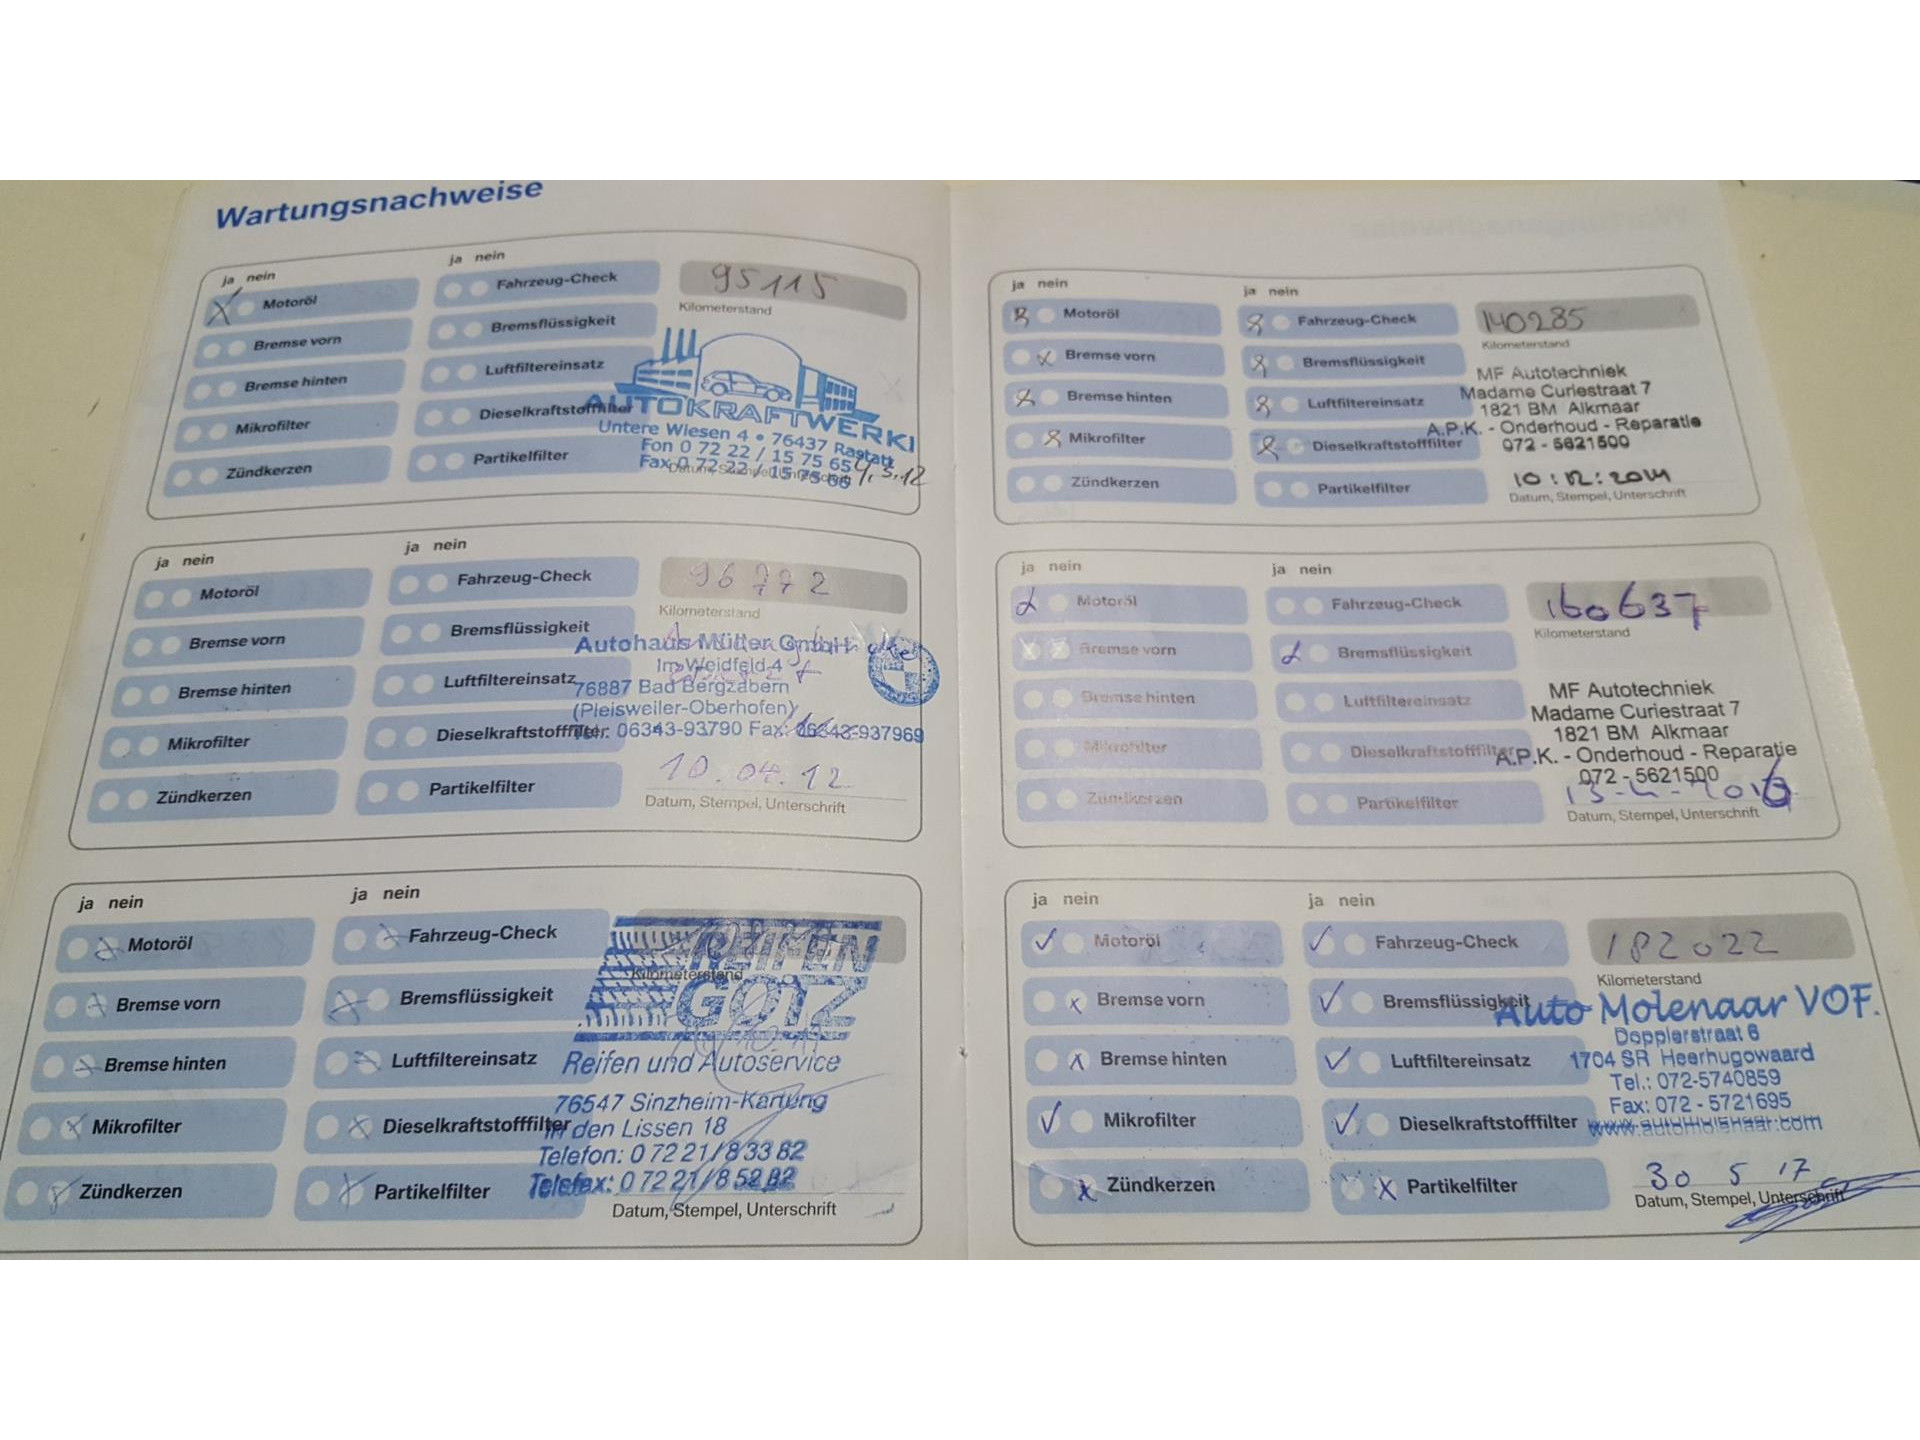 Wartungsnachweise
ja nein
ja nein
Motoröl
Fahrzeug-Check
95115
Bremse vorn
Bremsflüssigkeit
Kilometerstand
Bremse hinten
Luftfiltereinsatz
Mikrofilter
Dieselkraftstofffilter
Zündkerzen
Partikelfilter
AUTOKRAFTWERK
Untere Wiesen 4 • 76437 Rastatt
Fon 0 72 22 / 15 75 65
Fax 0 72 22 / 15 75 66
Datum, Stempel, Unterschrift
ja nein
ja nein
Motoröl
Fahrzeug-Check
96772
Bremse vorn
Bremsflüssigkeit
Kilometerstand
Bremse hinten
Luftfiltereinsatz
Mikrofilter
Dieselkraftstofffilter
Zündkerzen
Partikelfilter
Autohaus Müller GmbH
Im Weidfeld 4
76887 Bad Bergzabern
(Pleisweiler-Oberhofen)
Tel.: 06343-93790 Fax: 06343-937969
10.04.12
Datum, Stempel, Unterschrift
ja nein
ja nein
Motoröl
Fahrzeug-Check
Bremse vorn
Bremsflüssigkeit
Kilometerstand
Bremse hinten
Luftfiltereinsatz
Mikrofilter
Dieselkraftstofffilter
Zündkerzen
Partikelfilter
REIFEN
GÖTZ
Reifen und Autoservice
76547 Sinzheim-Kartung
In den Lissen 18
Telefon: 0 72 21/8 33 82
Telefax: 0 72 21/8 52 82
Datum, Stempel, Unterschrift
ja nein
ja nein
Motoröl
Fahrzeug-Check
140285
Bremse vorn
Bremsflüssigkeit
Kilometerstand
Bremse hinten
Luftfiltereinsatz
Mikrofilter
Dieselkraftstofffilter
Zündkerzen
Partikelfilter
MF Autotechniek
Madame Curiestraat 7
1821 BM Alkmaar
A.P.K. - Onderhoud - Reparatie
072 - 5621500
10:12:2014
Datum, Stempel, Unterschrift
ja nein
ja nein
Motoröl
Fahrzeug-Check
160637
Bremse vorn
Bremsflüssigkeit
Kilometerstand
Bremse hinten
Luftfiltereinsatz
Mikrofilter
Dieselkraftstofffilter
Zündkerzen
Partikelfilter
MF Autotechniek
Madame Curiestraat 7
1821 BM Alkmaar
A.P.K. - Onderhoud - Reparatie
072 - 5621500
Datum, Stempel, Unterschrift
ja nein
ja nein
Motoröl
Fahrzeug-Check
182022
Bremse vorn
Bremsflüssigkeit
Kilometerstand
Bremse hinten
Luftfiltereinsatz
Mikrofilter
Dieselkraftstofffilter
Zündkerzen
Partikelfilter
Auto Molenaar VOF.
Dopplerstraat 6
1704 SR Heerhugowaard
Tel.: 072-5740859
Fax: 072 - 5721695
www.automolenaar.com
30 5 17
Datum, Stempel, Unterschrift